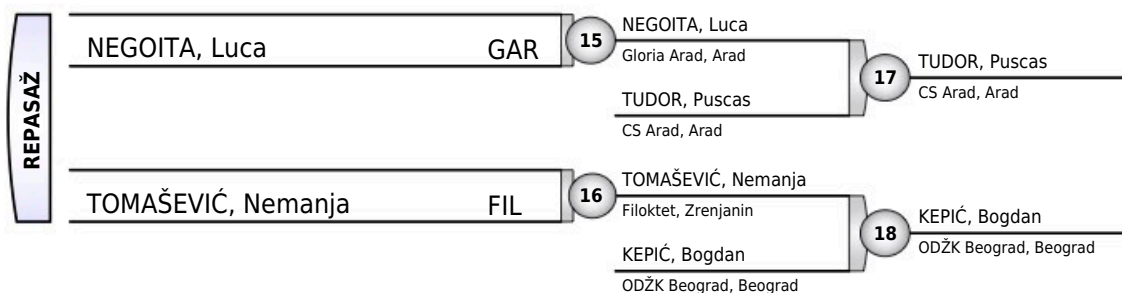 REPASAŽ
NEGOITA, Luca GAR
15
NEGOITA, Luca
Gloria Arad, Arad
TUDOR, Puscas
CS Arad, Arad
17
TUDOR, Puscas
CS Arad, Arad
TOMAŠEVIĆ, Nemanja FIL
16
TOMAŠEVIĆ, Nemanja
Filoktet, Zrenjanin
KEPIĆ, Bogdan
ODŽK Beograd, Beograd
18
KEPIĆ, Bogdan
ODŽK Beograd, Beograd